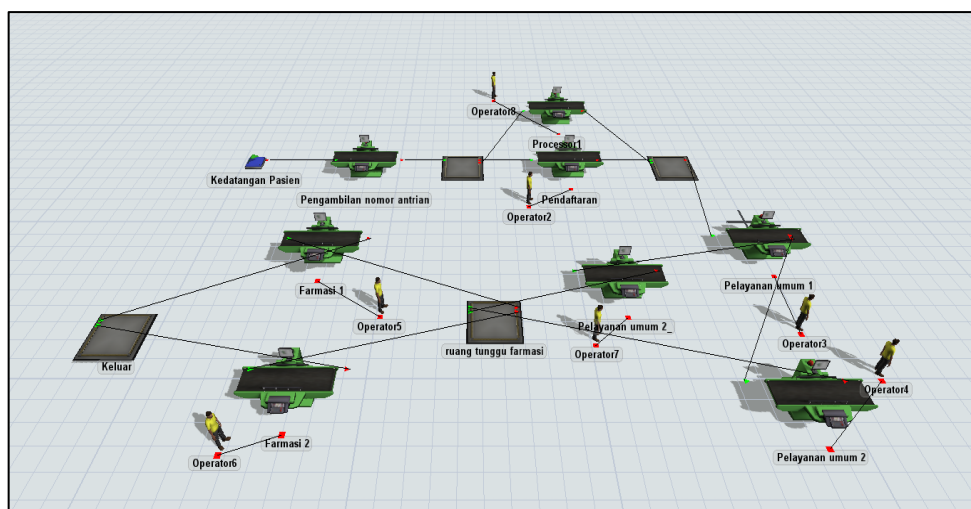 Operator8
Processor1
Kedatangan Pasien
Pengambilan nomor antrian
Pendaftaran
Operator2
Farmasi 1
Operator5
ruang tunggu farmasi
Pelayanan umum 2_
Operator7
Pelayanan umum 1
Operator3
Keluar
Operator4
Farmasi 2
Operator6
Pelayanan umum 2